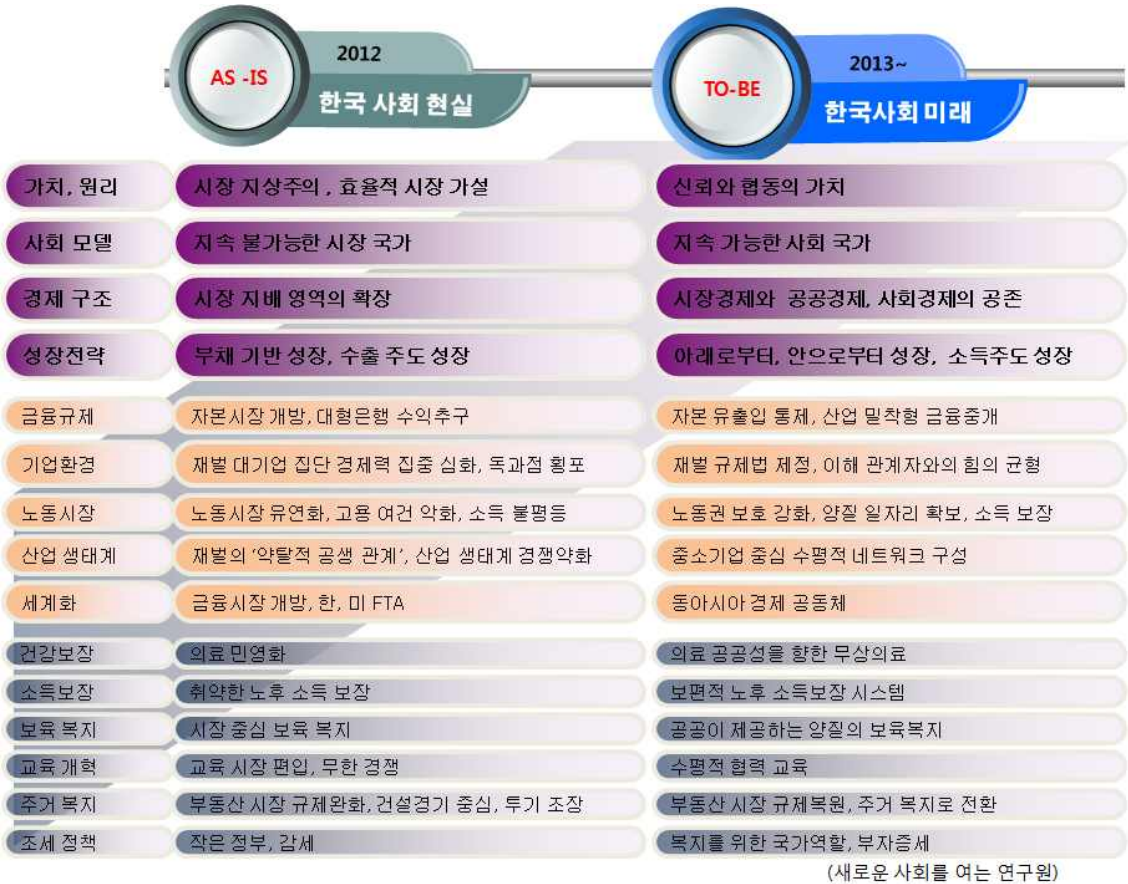 AS -IS
2012
한국 사회 현실
TO-BE
2013~
한국사회 미래
가치, 원리 시장 지상주의 , 효율적 시장 가설 신뢰와 협동의 가치
사회 모델 지속 불가능한 시장 국가 지속 가능한 사회 국가
경제 구조 시장 지배 영역의 확장 시장경제와 공공경제, 사회경제의 공존
성장전략 부채 기반 성장, 수출 주도 성장 아래로부터, 안으로부터 성장, 소득주도 성장
금융규제 자본시장 개방, 대형은행 수익추구 자본 유출입 통제, 산업 밀착형 금융중개
기업환경 재벌 대기업 집단 경제력 집중 심화, 독과점 횡포 재벌 규제법 제정, 이해 관계자와의 힘의 균형
노동시장 노동시장 유연화, 고용 여건 악화, 소득 불평등 노동권 보호 강화, 양질 일자리 확보, 소득 보장
산업 생태계 재벌의 ‘약탈적 공생 관계’, 산업 생태계 경쟁약화 중소기업 중심 수평적 네트워크 구성
세계화 금융시장 개방, 한, 미 FTA 동아시아 경제 공동체
건강보장 의료 민영화 의료 공공성을 향한 무상의료
소득보장 취약한 노후 소득 보장 보편적 노후 소득보장 시스템
보육 복지 시장 중심 보육 복지 공공이 제공하는 양질의 보육복지
교육 개혁 교육 시장 편입, 무한 경쟁 수평적 협력 교육
주거 복지 부동산 시장 규제완화, 건설경기 중심, 투기 조장 부동산 시장 규제복원, 주거 복지로 전환
조세 정책 작은 정부, 감세 복지를 위한 국가역할, 부자증세
(새로운 사회를 여는 연구원)